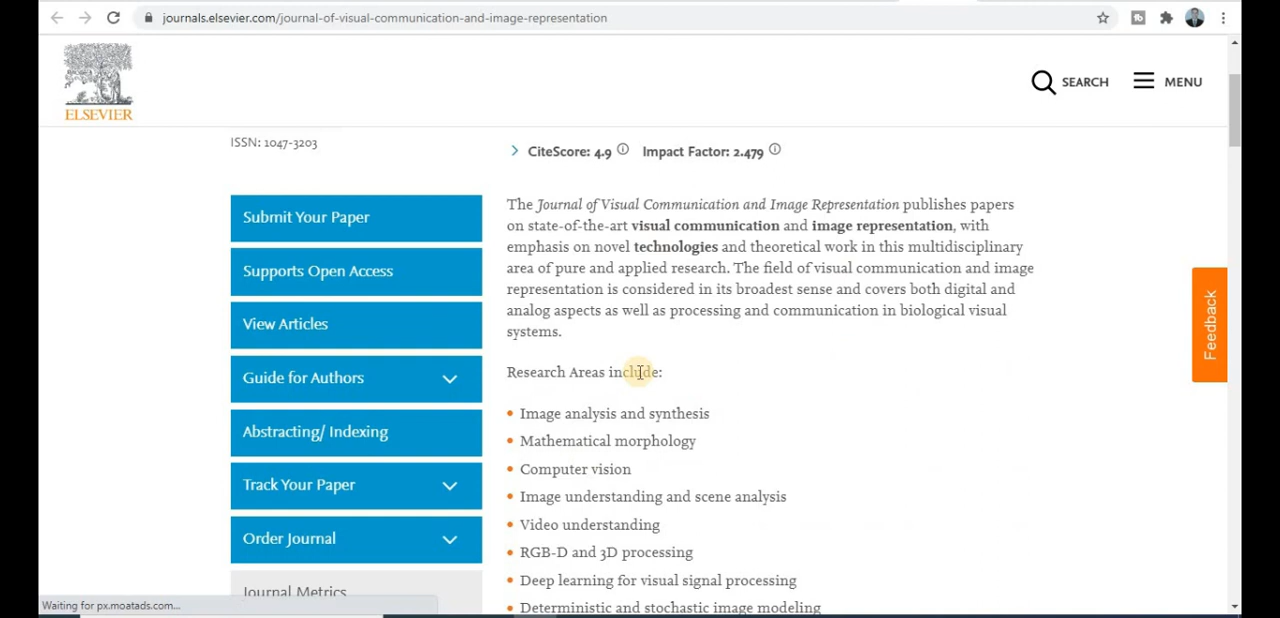 journals.elsevier.com/journal-of-visual-communication-and-image-representation
ELSEVIER
SEARCH
MENU
ISSN: 1047-3203
CiteScore: 4.9
Impact Factor: 2.479
Submit Your Paper
Supports Open Access
View Articles
Guide for Authors
Abstracting/ Indexing
Track Your Paper
Order Journal
Journal Metrics
The Journal of Visual Communication and Image Representation publishes papers
on state-of-the-art visual communication and image representation, with
emphasis on novel technologies and theoretical work in this multidisciplinary
area of pure and applied research. The field of visual communication and image
representation is considered in its broadest sense and covers both digital and
analog aspects as well as processing and communication in biological visual
systems.
Research Areas include:
Image analysis and synthesis
Mathematical morphology
Computer vision
Image understanding and scene analysis
Video understanding
RGB-D and 3D processing
Deep learning for visual signal processing
Deterministic and stochastic image modeling
Feedback
Waiting for px.moatads.com...